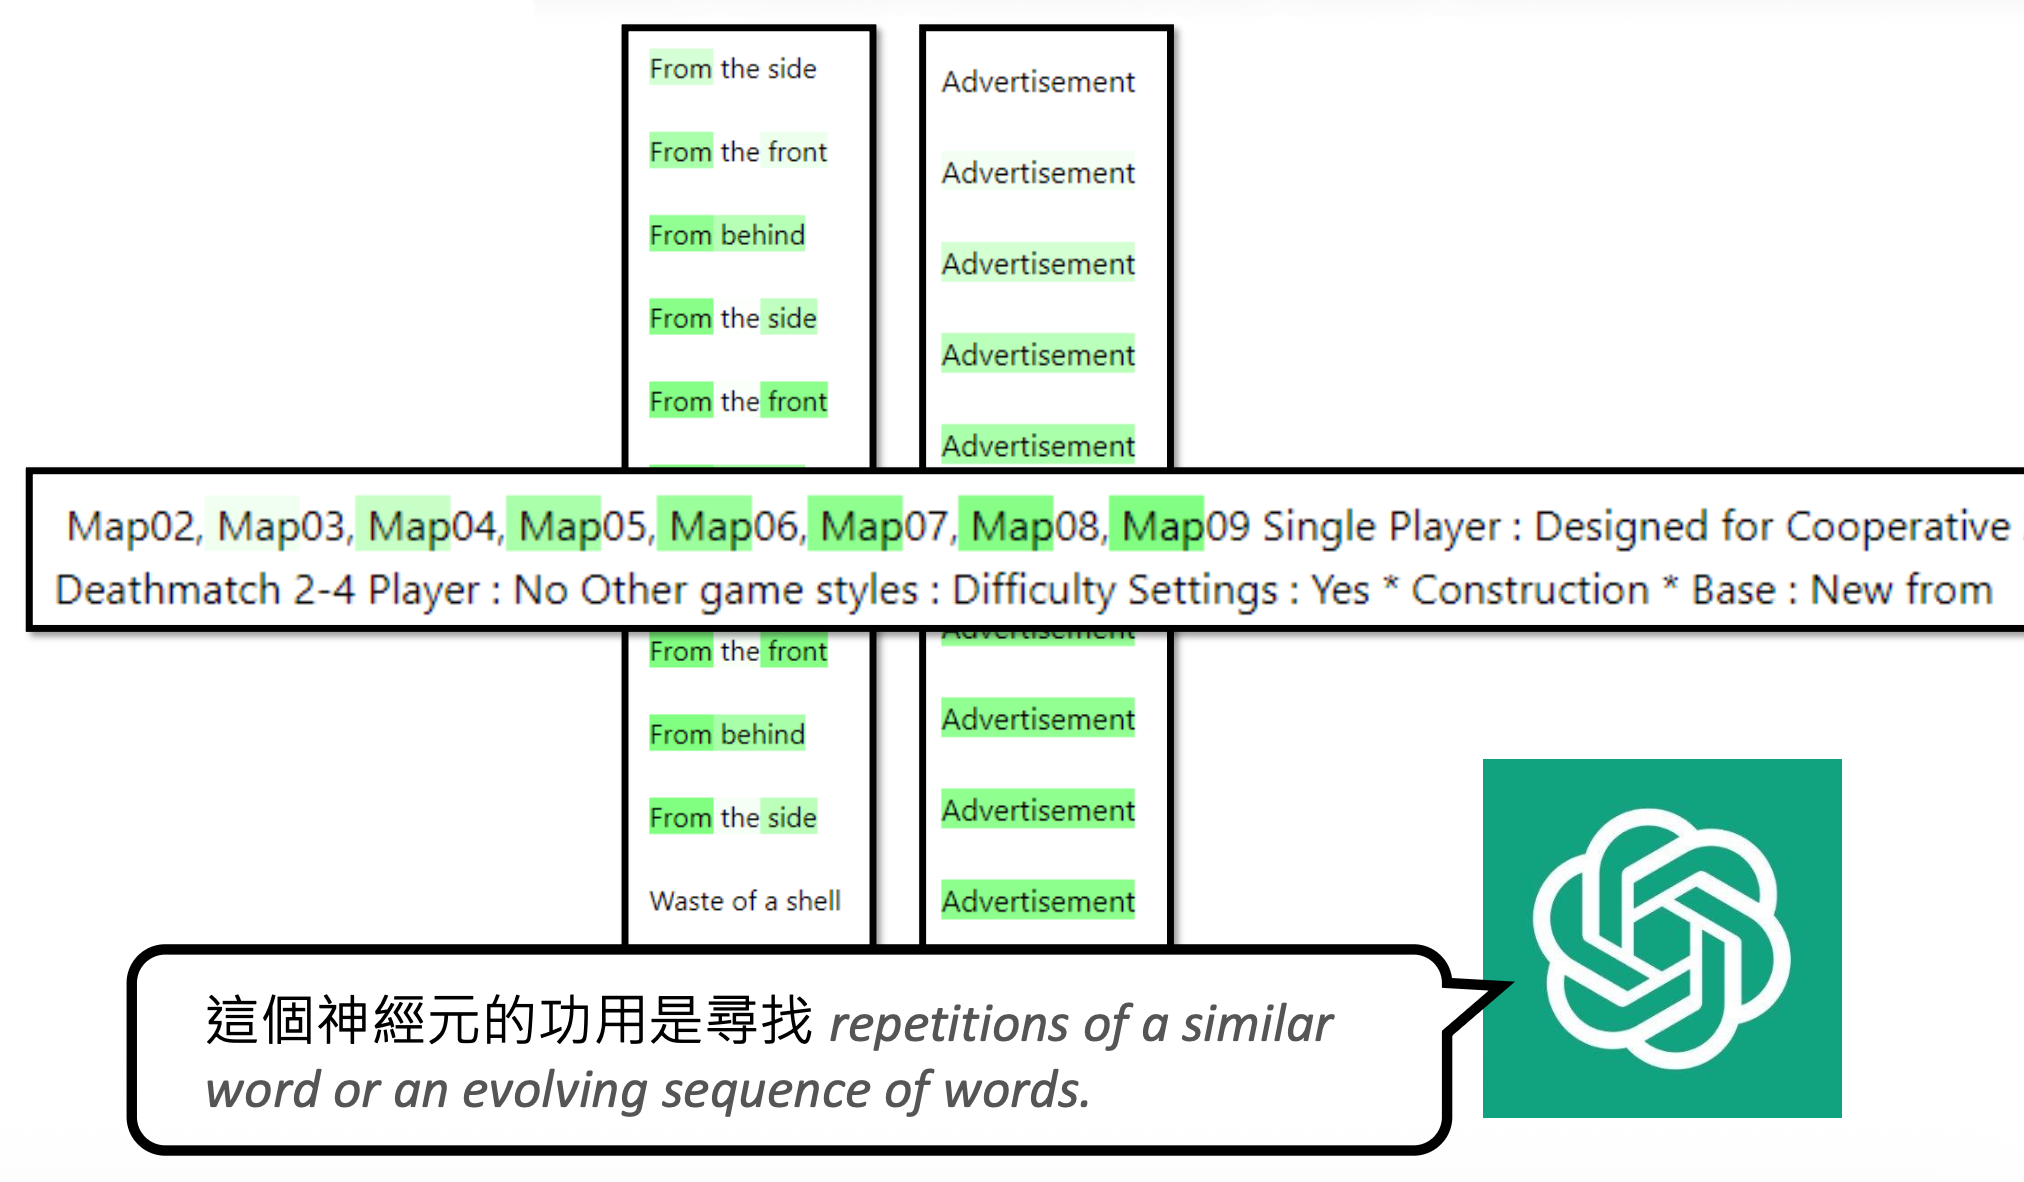 From the side
From the front
From behind
From the side
From the front
Advertisement
Advertisement
Advertisement
Advertisement
Advertisement
Map02, Map03, Map04, Map05, Map06, Map07, Map08, Map09 Single Player : Designed for Cooperative
Deathmatch 2-4 Player : No Other game styles : Difficulty Settings : Yes * Construction * Base : New from
From the front
From behind
From the side
Waste of a shell
Advertisement
Advertisement
Advertisement
Advertisement
這個神經元的功用是尋找 repetitions of a similar
word or an evolving sequence of words.